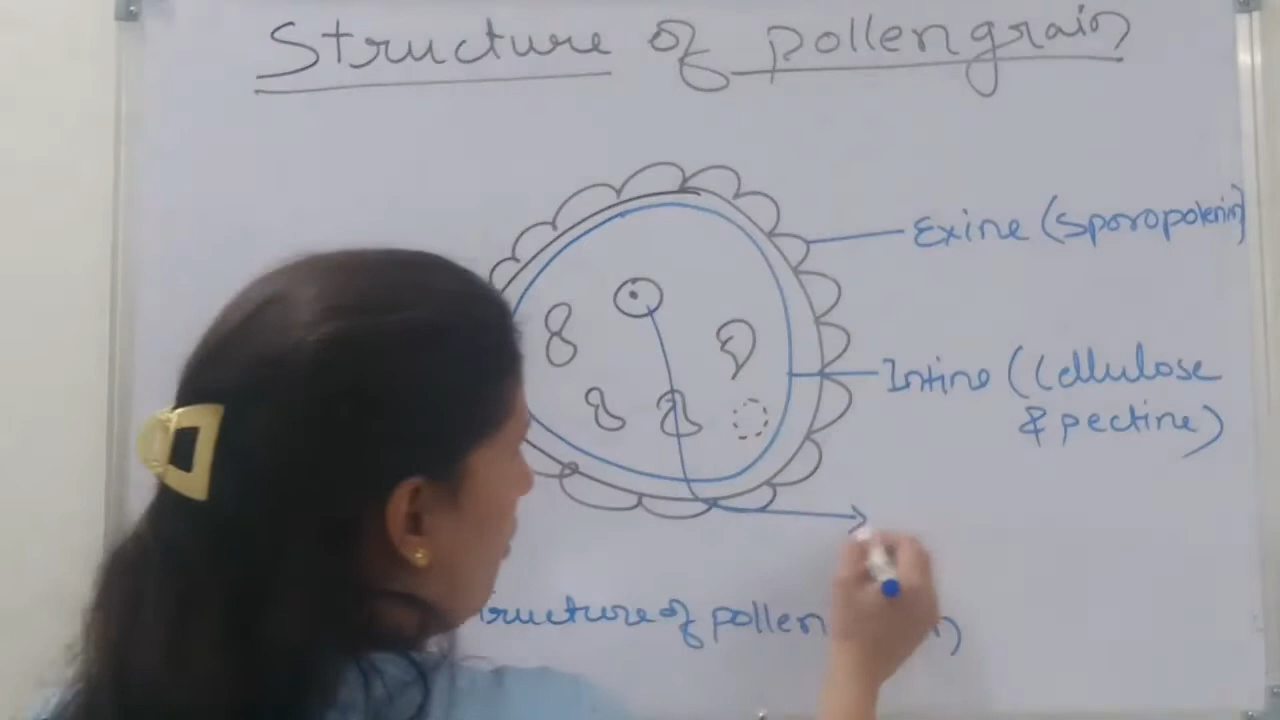 Structure of pollengrain
Exine (Sporopolenin)
Intine (Cellulose
& pectine)
ructure of pollen